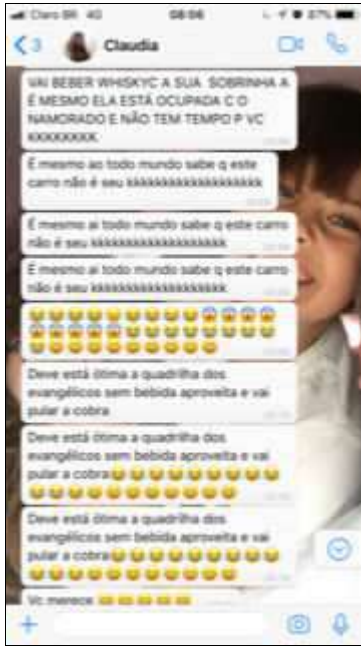 Claro BR 4G 08:06 37%
3 Claudia
VAI BEBER WHISKYC A SUA SOBRINHA A
É MESMO ELA ESTÁ OCUPADA C O
NAMORADO E NÃO TEM TEMPO P VC
KKKKKKKKK
É mesmo ao todo mundo sabe q este
carro não é seu kkkkkkkkkkkkkkkkkkkk
É mesmo ai todo mundo sabe q este carro
não é seu kkkkkkkkkkkkkkkkkkkk
É mesmo ai todo mundo sabe q este carro
não é seu kkkkkkkkkkkkkkkkkkkk
Deve está ótima a quadrilha dos
evangélicos sem bebida aproveita e vai
pular a cobra
Deve está ótima a quadrilha dos
evangélicos sem bebida aproveita e vai
pular a cobra
Deve está ótima a quadrilha dos
evangélicos sem bebida aproveita e vai
pular a cobra
Vc merece